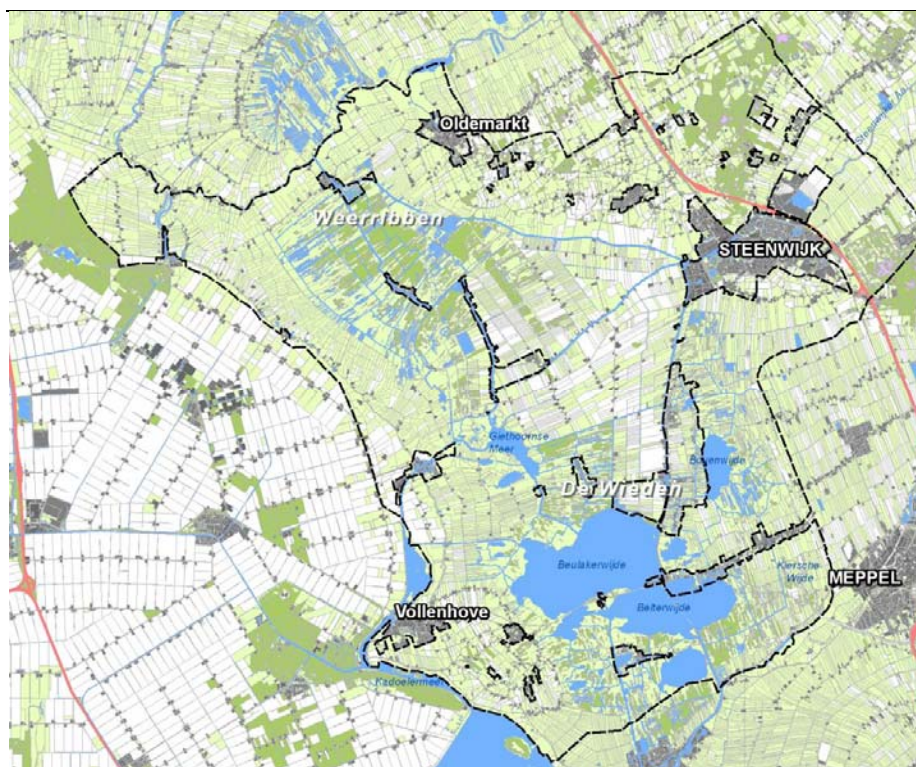 Oldemarkt
Weerribben
STEENWIJK
Giethoornse
Meer
De Wieden
Bovenwijde
Beulakerwijde
Kiersche
Wijde
MEPPEL
Belterwijde
Vollenhove
Kadoelermeer